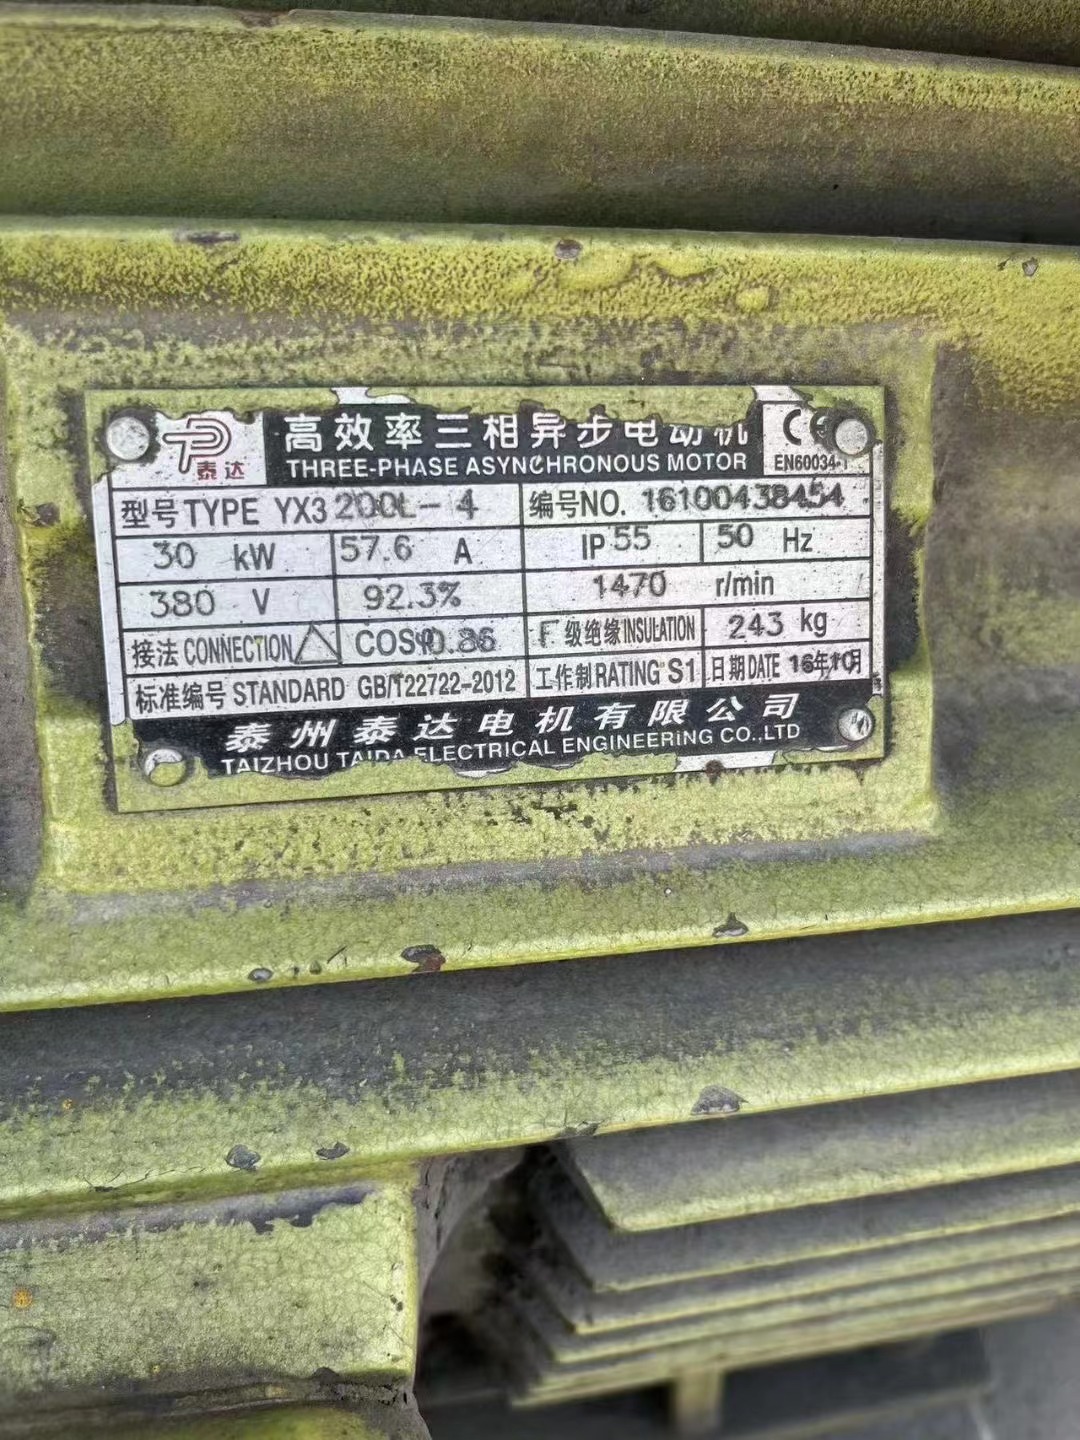 泰达
高效率三相异步电动机
CE
THREE-PHASE ASYNCHRONOUS MOTOR
EN60034-1
型号TYPE YX3 200L-4 编号NO. 16100438454
30 kW 57.6 A IP 55 50 Hz
380 V 92.3% 1470 r/min
接法CONNECTION△ COSφ0.86 F级绝缘INSULATION 243 kg
标准编号 STANDARD GB/T22722-2012 工作制RATING S1 日期DATE 16年10月
泰州泰达电机有限公司
TAIZHOU TAIDA ELECTRICAL ENGINEERING CO.,LTD